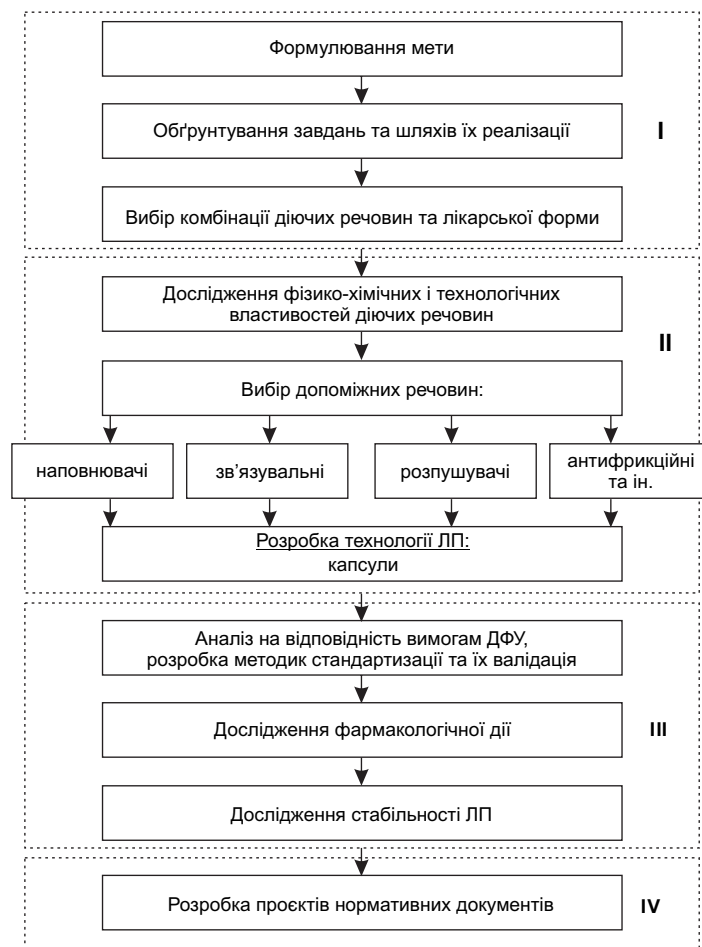 Формулювання мети
Обґрунтування завдань та шляхів їх реалізації
I
Вибір комбінації діючих речовин та лікарської форми
Дослідження фізико-хімічних і технологічних
властивостей діючих речовин
II
Вибір допоміжних речовин:
наповнювачі
зв’язувальні
розпушувачі
антифрикційні
та ін.
Розробка технології ЛП:
капсули
Аналіз на відповідність вимогам ДФУ,
розробка методик стандартизації та їх валідація
Дослідження фармакологічної дії
III
Дослідження стабільності ЛП
Розробка проєктів нормативних документів
IV